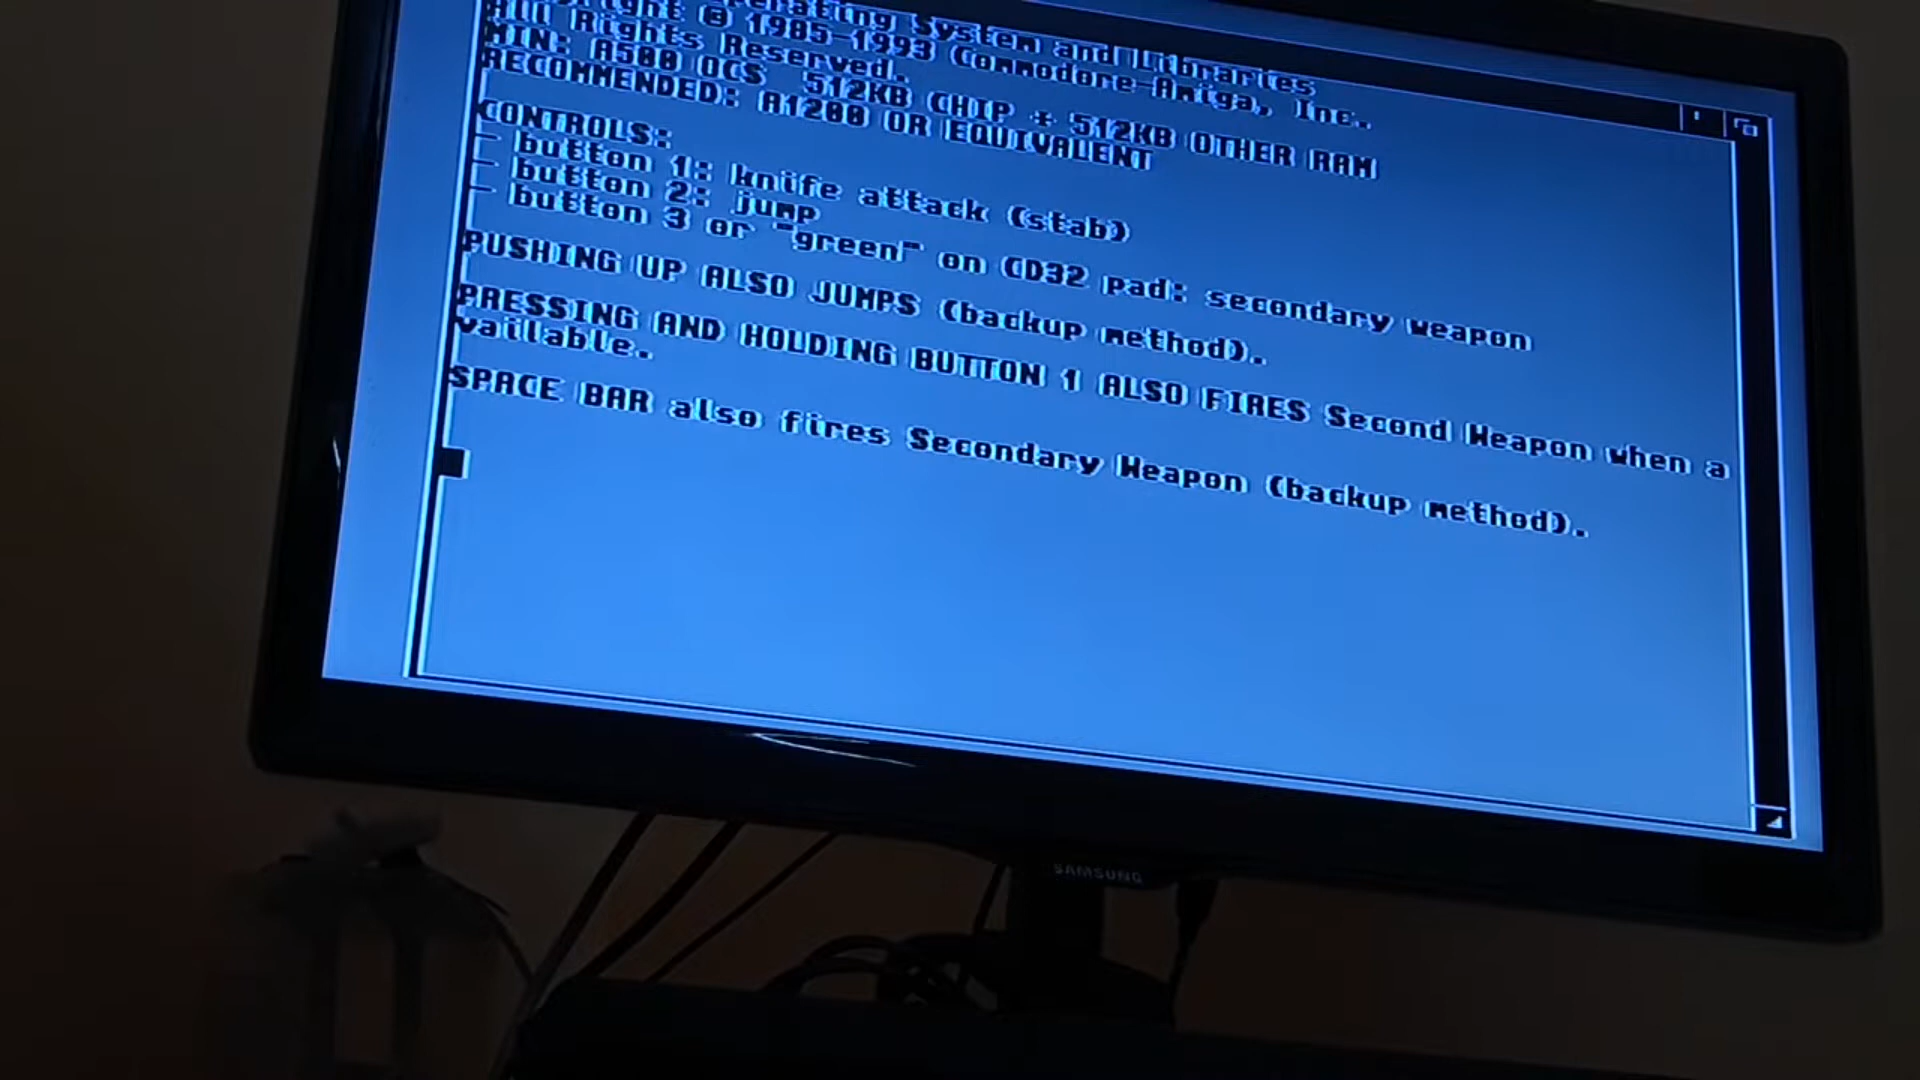 Operating System and Libraries
right © 1985-1993 Commodore-Amiga, Inc.
All Rights Reserved.
MIN: A500 OCS 512KB CHIP + 512KB OTHER RAM
RECOMMENDED: A1200 OR EQUIVALENT
CONTROLS:
- button 1: knife attack (stab)
- button 2: jump
- button 3 or "green" on CD32 pad: secondary weapon
PUSHING UP ALSO JUMPS (backup method).
PRESSING AND HOLDING BUTTON 1 ALSO FIRES Second Weapon when a
vailable.
SPACE BAR also fires Secondary Weapon (backup method).
SAMSUNG